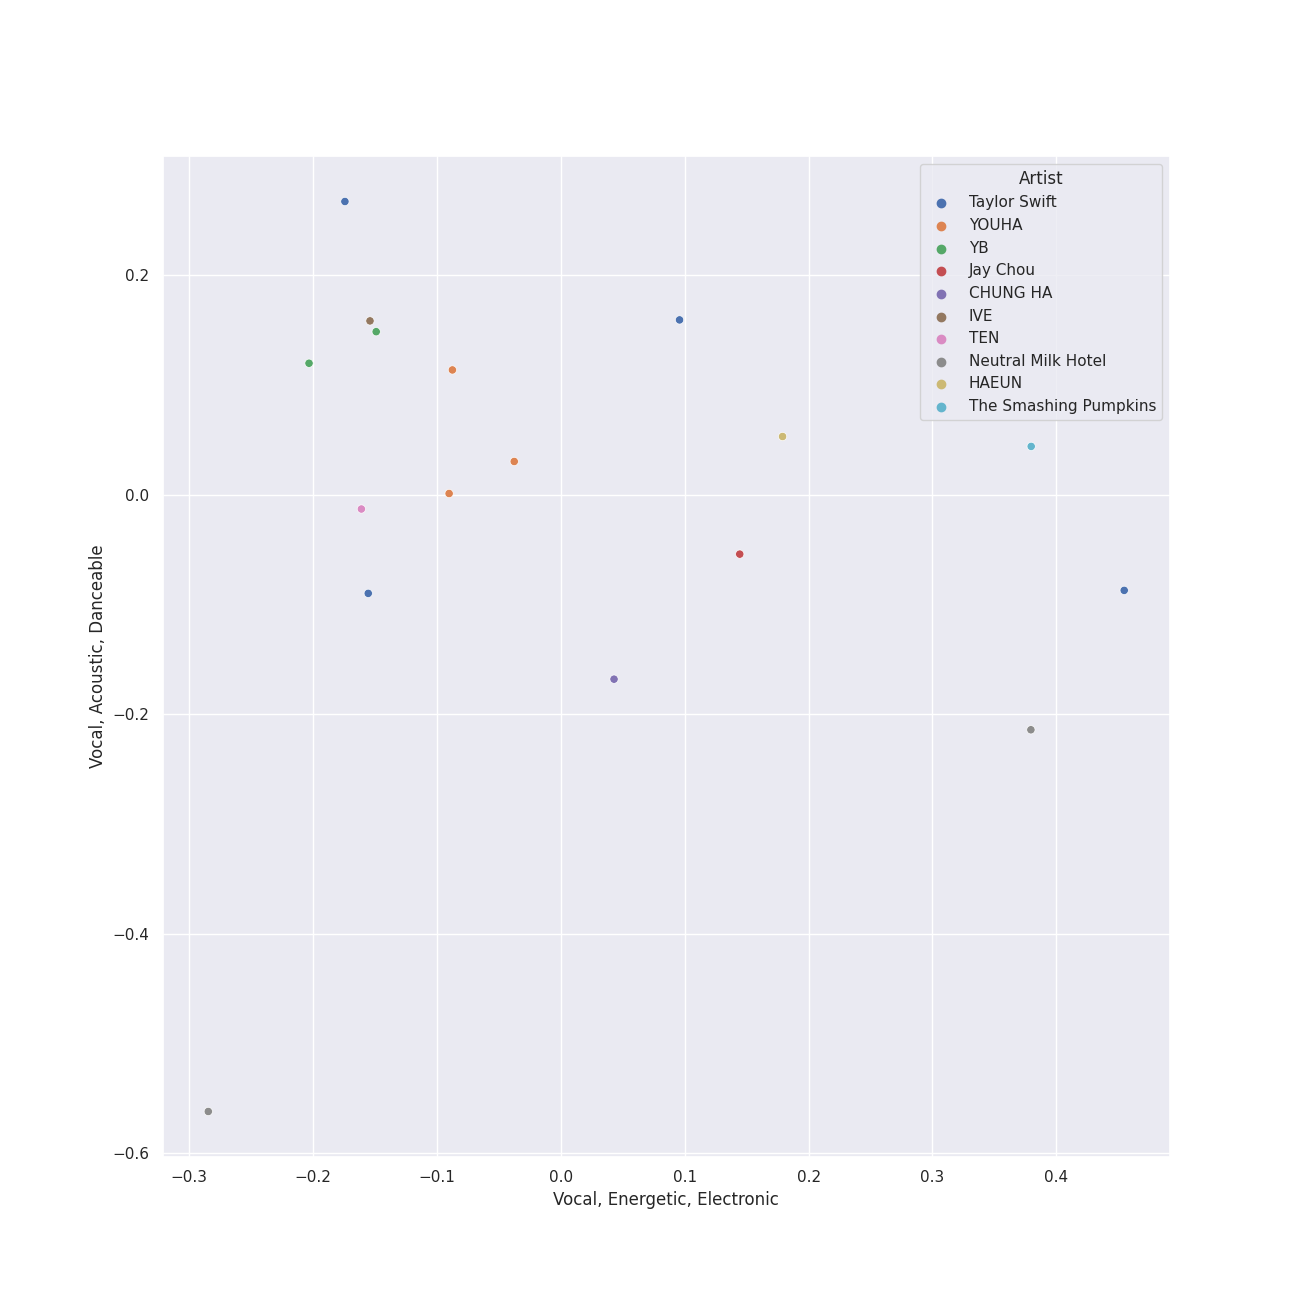 Artist
Taylor Swift
YOUHA
YB
Jay Chou
CHUNG HA
IVE
TEN
Neutral Milk Hotel
HAEUN
The Smashing Pumpkins
0.2
0.0
−0.2
−0.4
−0.6
Vocal, Acoustic, Danceable
−0.3 −0.2 −0.1 0.0 0.1 0.2 0.3 0.4
Vocal, Energetic, Electronic